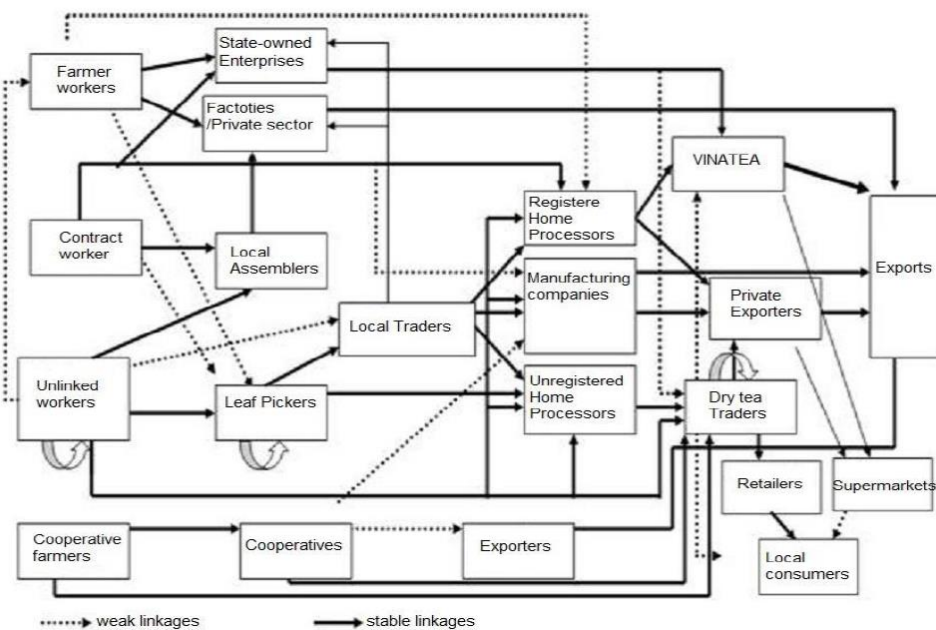 State-owned
Enterprises
Farmer
workers
Factoties
/Private sector
VINATEA
Registere
Home
Processors
Contract
worker
Local
Assemblers
Exports
Manufacturing
companies
Private
Exporters
Local Traders
Unlinked
workers
Leaf Pickers
Unregistered
Home
Processors
Dry tea
Traders
Retailers
Supermarkets
Cooperative
farmers
Cooperatives
Exporters
Local
consumers
weak linkages
stable linkages